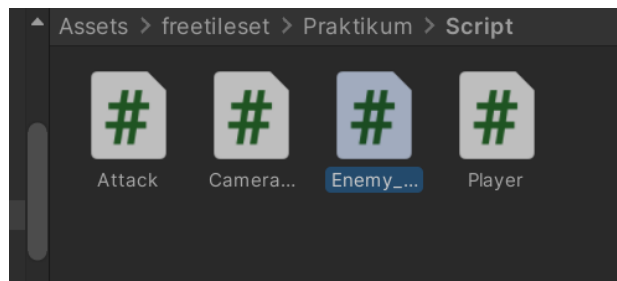 Assets > freetileset > Praktikum > Script
# # # #
Attack Camera... Enemy_... Player